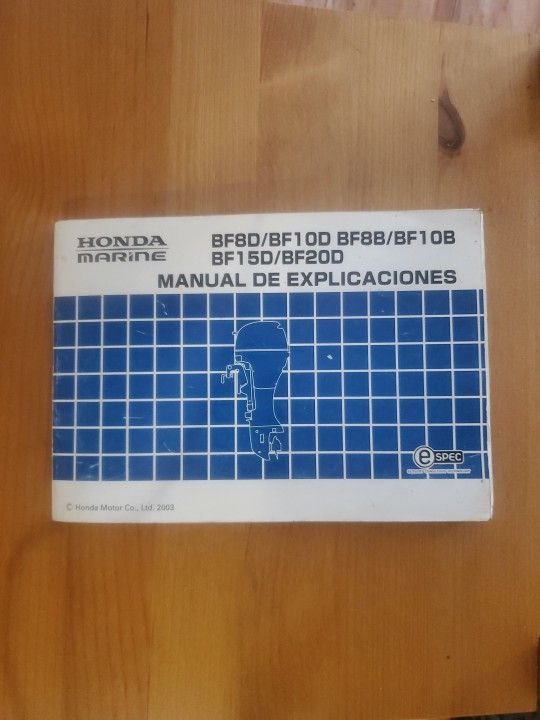 HONDA
MARINE
BF8D/BF10D BF8B/BF10B
BF15D/BF20D
MANUAL DE EXPLICACIONES
e SPEC
© Honda Motor Co., Ltd. 2003